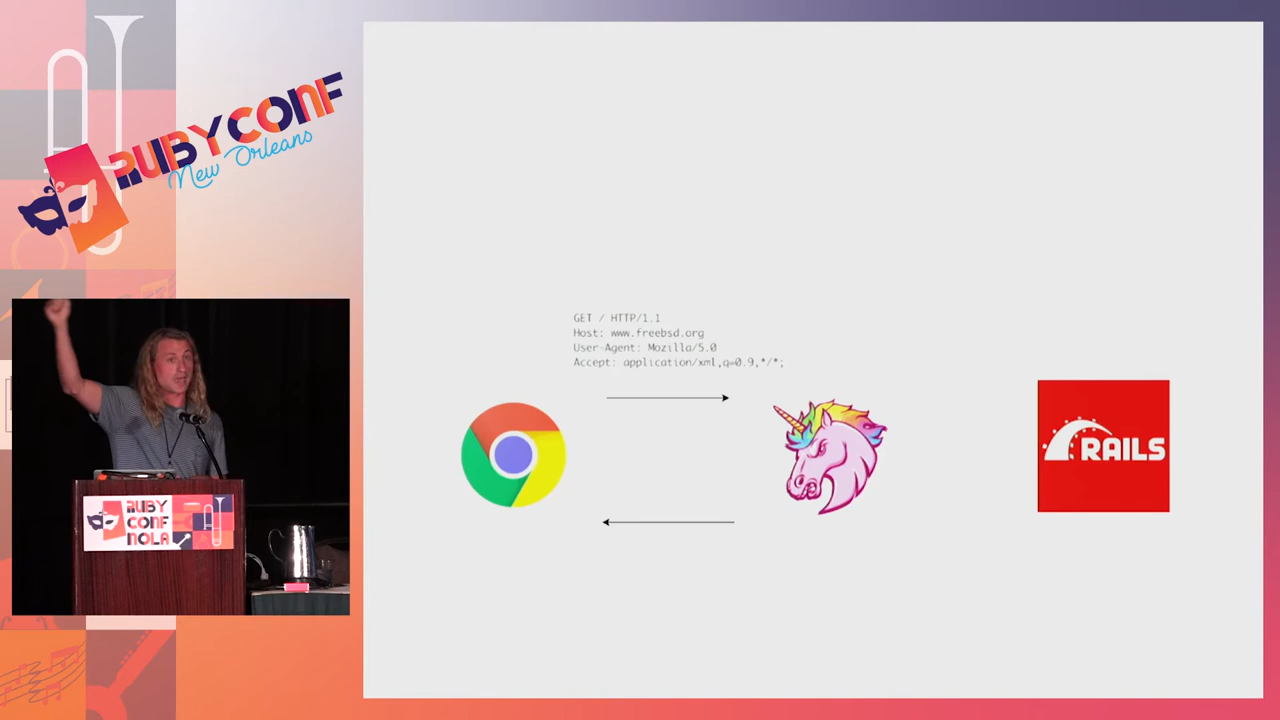 RUBYCONF
New Orleans
GET / HTTP/1.1
Host: www.freebsd.org
User-Agent: Mozilla/5.0
Accept: application/xml,q=0.9,*/*;
RAILS
RUBY
CONF
NOLA